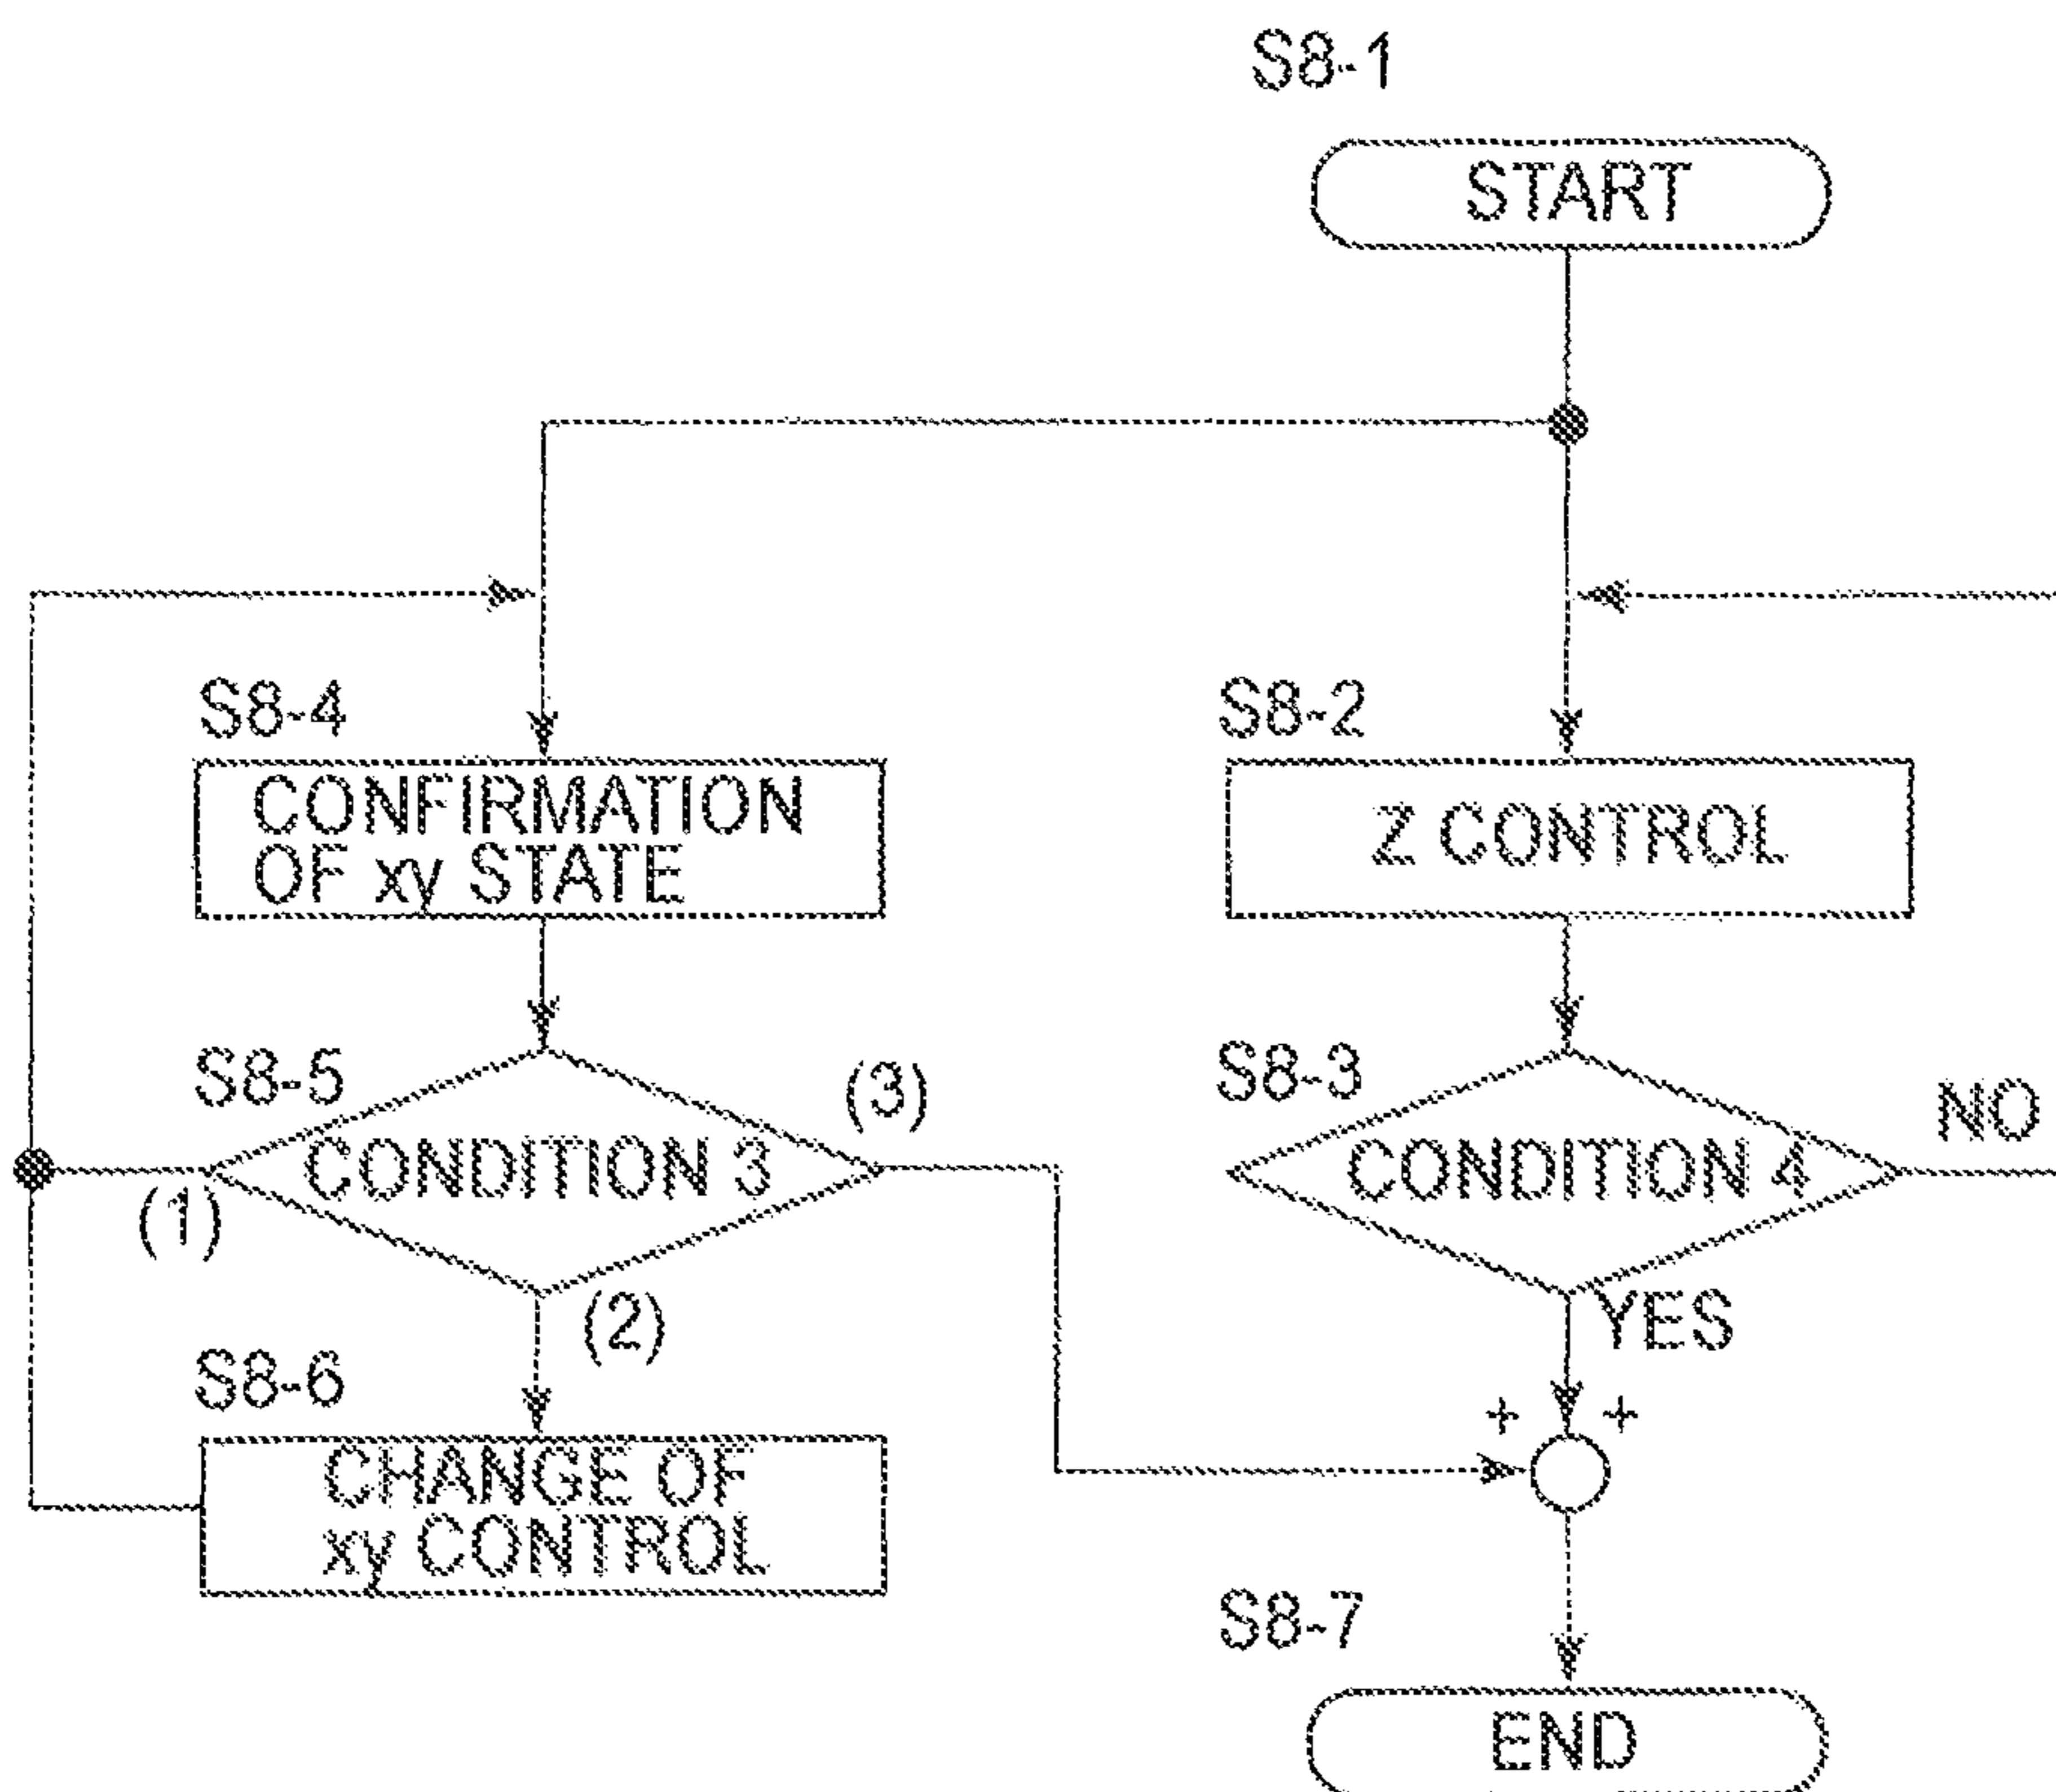 S8-1
START
S8-4
CONFIRMATION
OF xy STATE
S8-2
Z CONTROL
S8-5
CONDITION 3
(1)
(2)
(3)
S8-3
CONDITION 4
NO
YES
S8-6
CHANGE OF
xy CONTROL
+ +
S8-7
END